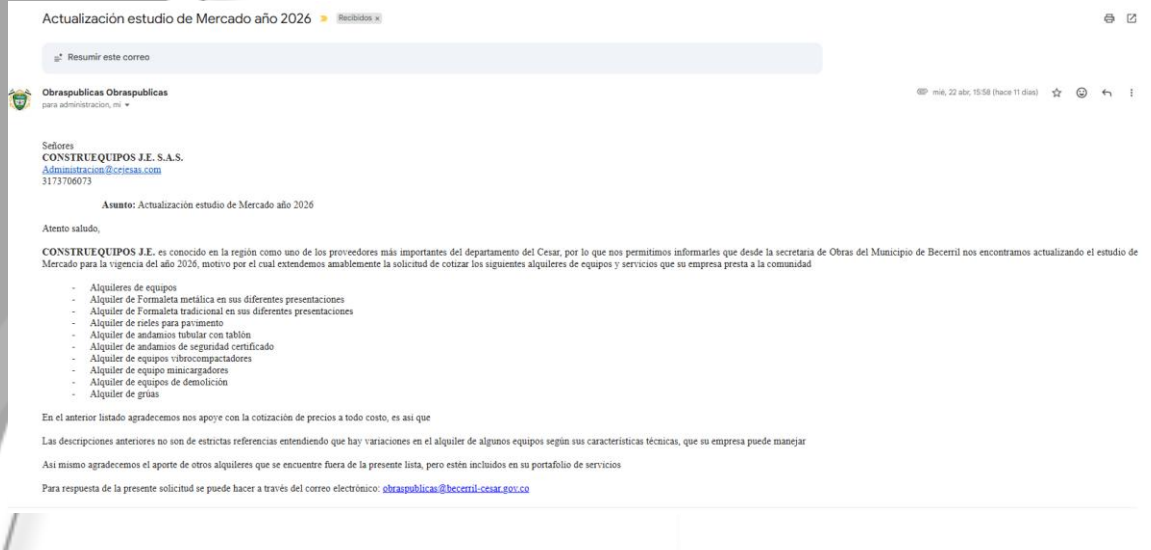 Actualización estudio de Mercado año 2026 Recibidos x
Resumir este correo
Obraspublicas Obraspublicas
mié, 22 abr, 15:58 (hace 11 días)
para administracion, mi
Señores
CONSTRUEQUIPOS J.E. S.A.S.
Administracion@cejesas.com
3173706073
Asunto: Actualización estudio de Mercado año 2026
Atento saludo,
CONSTRUEQUIPOS J.E. es conocido en la región como uno de los proveedores más importantes del departamento del Cesar, por lo que nos permitimos informarles que desde la secretaria de Obras del Municipio de Becerril nos encontramos actualizando el estudio de
Mercado para la vigencia del año 2026, motivo por el cual extendemos amablemente la solicitud de cotizar los siguientes alquileres de equipos y servicios que su empresa presta a la comunidad
- Alquileres de equipos
- Alquiler de Formaleta metálica en sus diferentes presentaciones
- Alquiler de Formaleta tradicional en sus diferentes presentaciones
- Alquiler de rieles para pavimento
- Alquiler de andamios tubular con tablón
- Alquiler de andamios de seguridad certificado
- Alquiler de equipos vibrocompactadores
- Alquiler de equipo minicargadores
- Alquiler de equipos de demolición
- Alquiler de grúas
En el anterior listado agradecemos nos apoye con la cotización de precios a todo costo, es así que
Las descripciones anteriores no son de estrictas referencias entendiendo que hay variaciones en el alquiler de algunos equipos según sus características técnicas, que su empresa puede manejar
Así mismo agradecemos el aporte de otros alquileres que se encuentre fuera de la presente lista, pero estén incluidos en su portafolio de servicios
Para respuesta de la presente solicitud se puede hacer a través del correo electrónico: obraspublicas@becerril-cesar.gov.co